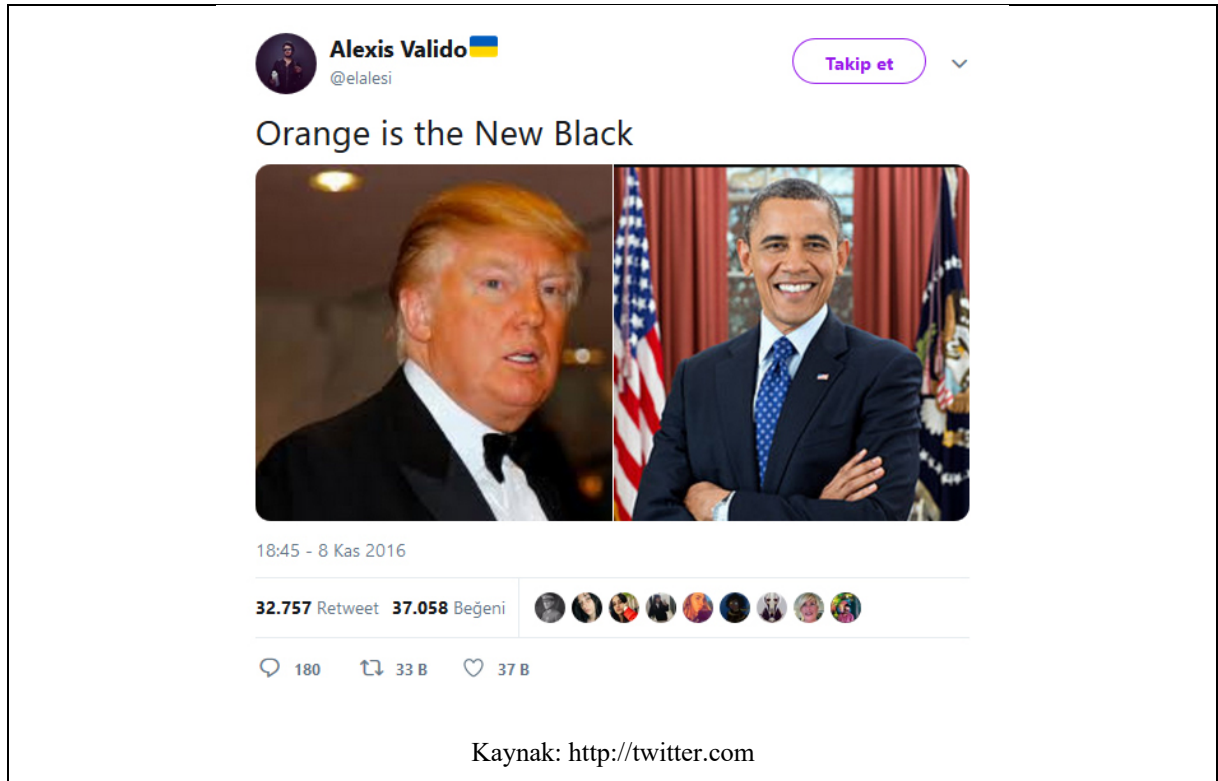 Alexis Valido
Takip et
@elalesi
Orange is the New Black
18:45 - 8 Kas 2016
32.757 Retweet 37.058 Beğeni
180 33 B 37 B
Kaynak: http://twitter.com